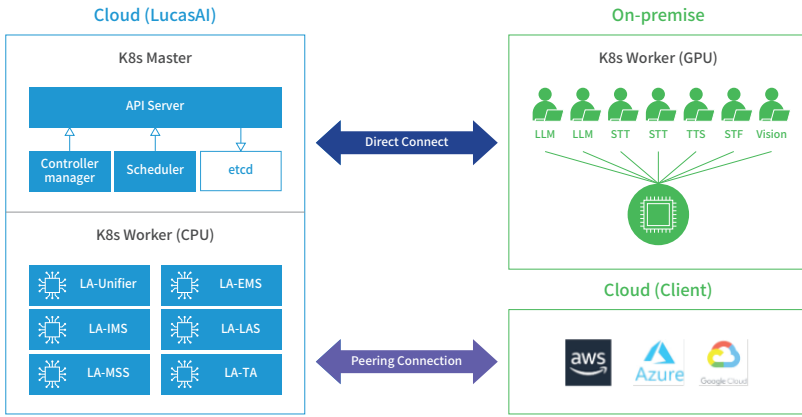 Cloud (LucasAI)
K8s Master
API Server
Controller
manager
Scheduler
etcd
K8s Worker (CPU)
LA-Unifier
LA-EMS
LA-IMS
LA-LAS
LA-MSS
LA-TA
Direct Connect
Peering Connection
On-premise
K8s Worker (GPU)
LLM
LLM
STT
STT
TTS
STF
Vision
Cloud (Client)
aws
Azure
Google Cloud